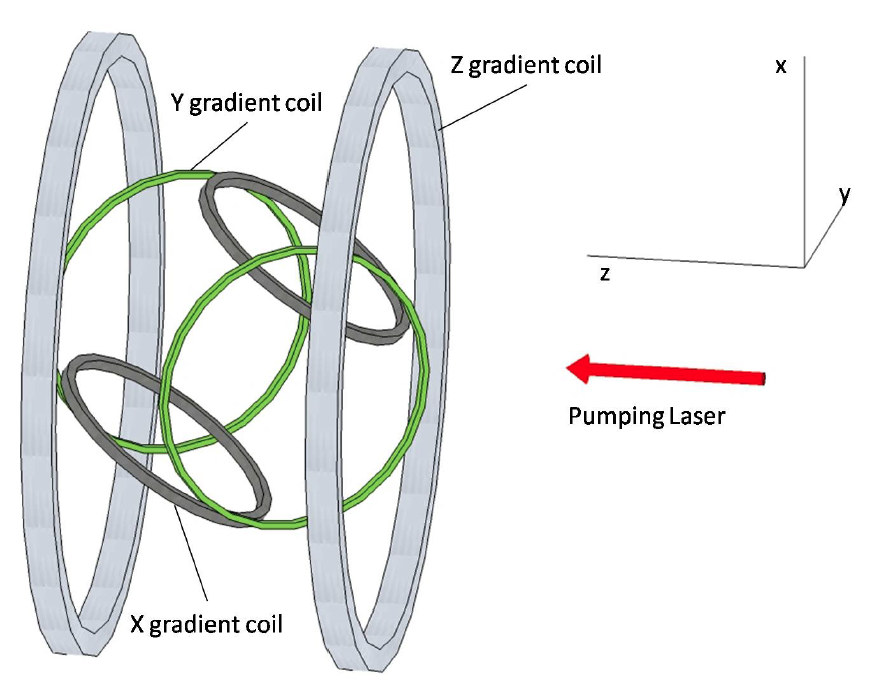 Z gradient coil
x
Y gradient coil
y
z
Pumping Laser
X gradient coil